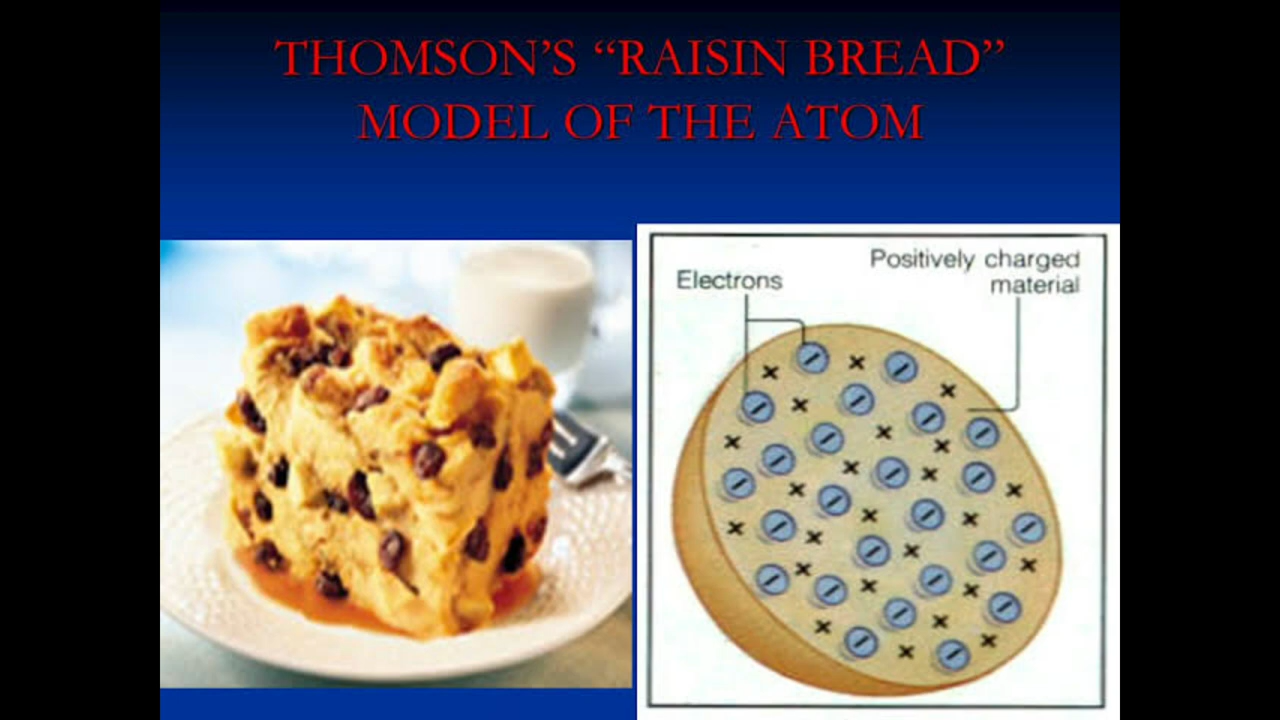 THOMSON’S “RAISIN BREAD”
MODEL OF THE ATOM
Electrons
Positively charged
material